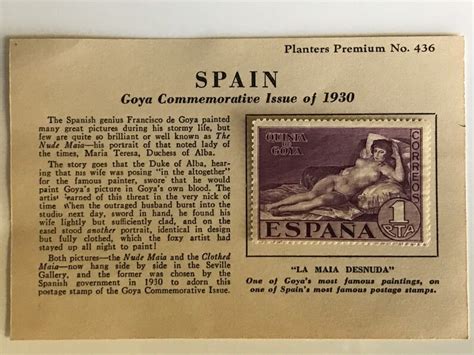 Planters Premium No. 436
SPAIN
Goya Commemorative Issue of 1930
The Spanish genius Francisco de Goya painted
many great pictures during his stormy life, but
few are quite so brilliant or well known as The
Nude Maia—his portrait of that noted lady of
the times, Maria Teresa, Duchess of Alba.
The story goes that the Duke of Alba, hear-
ing that his wife was posing "in the altogether"
for the famous painter, swore that he would
paint Goya's picture in Goya's own blood. The
artist learned of this threat in the very nick of
time. When the outraged husband burst into the
studio next day, sword in hand, he found his
wife lightly but sufficiently clad, and on the
easel stood another portrait, identical in design
but fully clothed, which the foxy artist had
stayed up all night to paint!
Both pictures—the Nude Maia and the Clothed
Maia—now hang side by side in the Seville
Gallery, and the former was chosen by the
Spanish government in 1930 to adorn this
postage stamp of the Goya Commemorative Issue.
QUINTA DE
GOYA
CORREOS
1
PTA
ESPAÑA
"LA MAIA DESNUDA"
One of Goya's most famous paintings, on
one of Spain's most famous postage stamps.